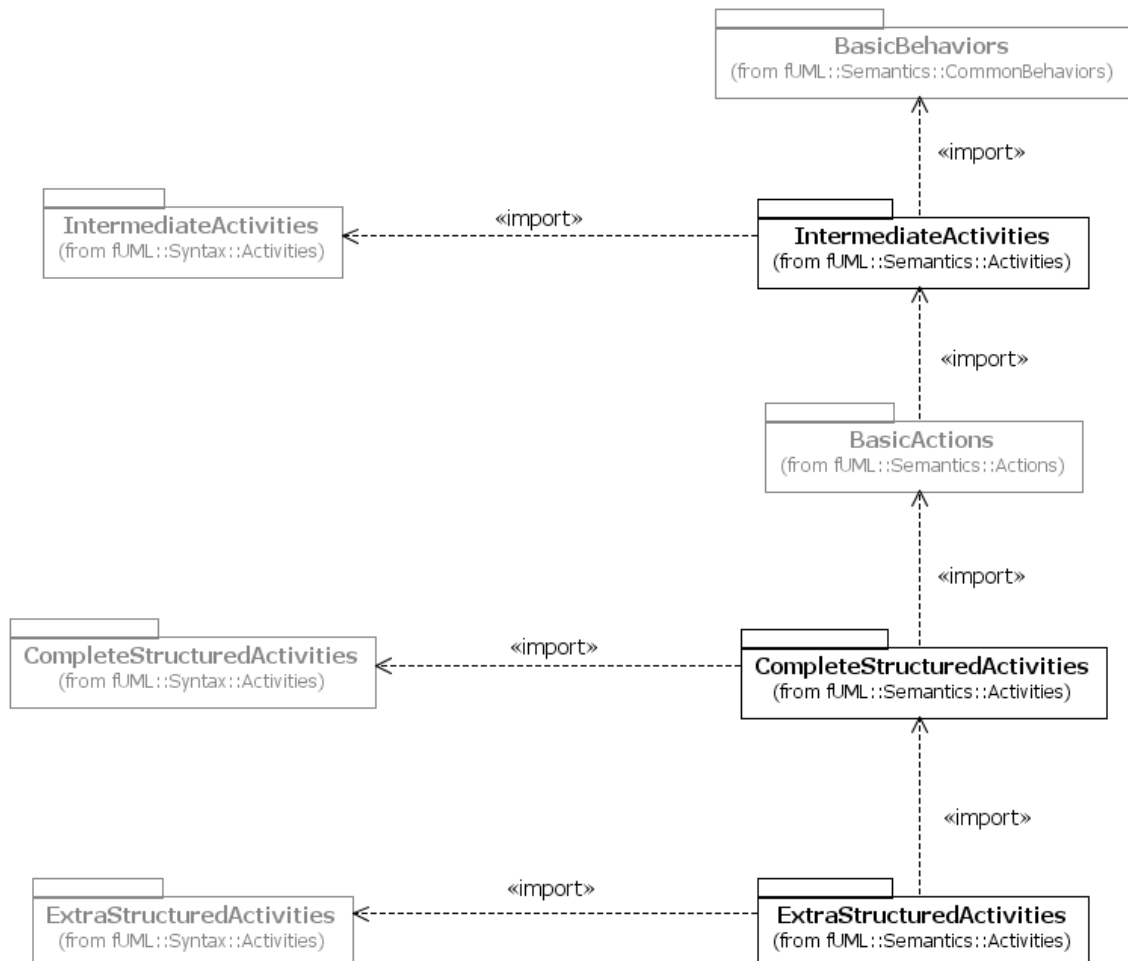 BasicBehaviors
(from fUML::Semantics::CommonBehaviors)
«import»
«import»
IntermediateActivities
(from fUML::Syntax::Activities)
IntermediateActivities
(from fUML::Semantics::Activities)
«import»
BasicActions
(from fUML::Semantics::Actions)
«import»
«import»
CompleteStructuredActivities
(from fUML::Syntax::Activities)
CompleteStructuredActivities
(from fUML::Semantics::Activities)
«import»
«import»
ExtraStructuredActivities
(from fUML::Syntax::Activities)
ExtraStructuredActivities
(from fUML::Semantics::Activities)